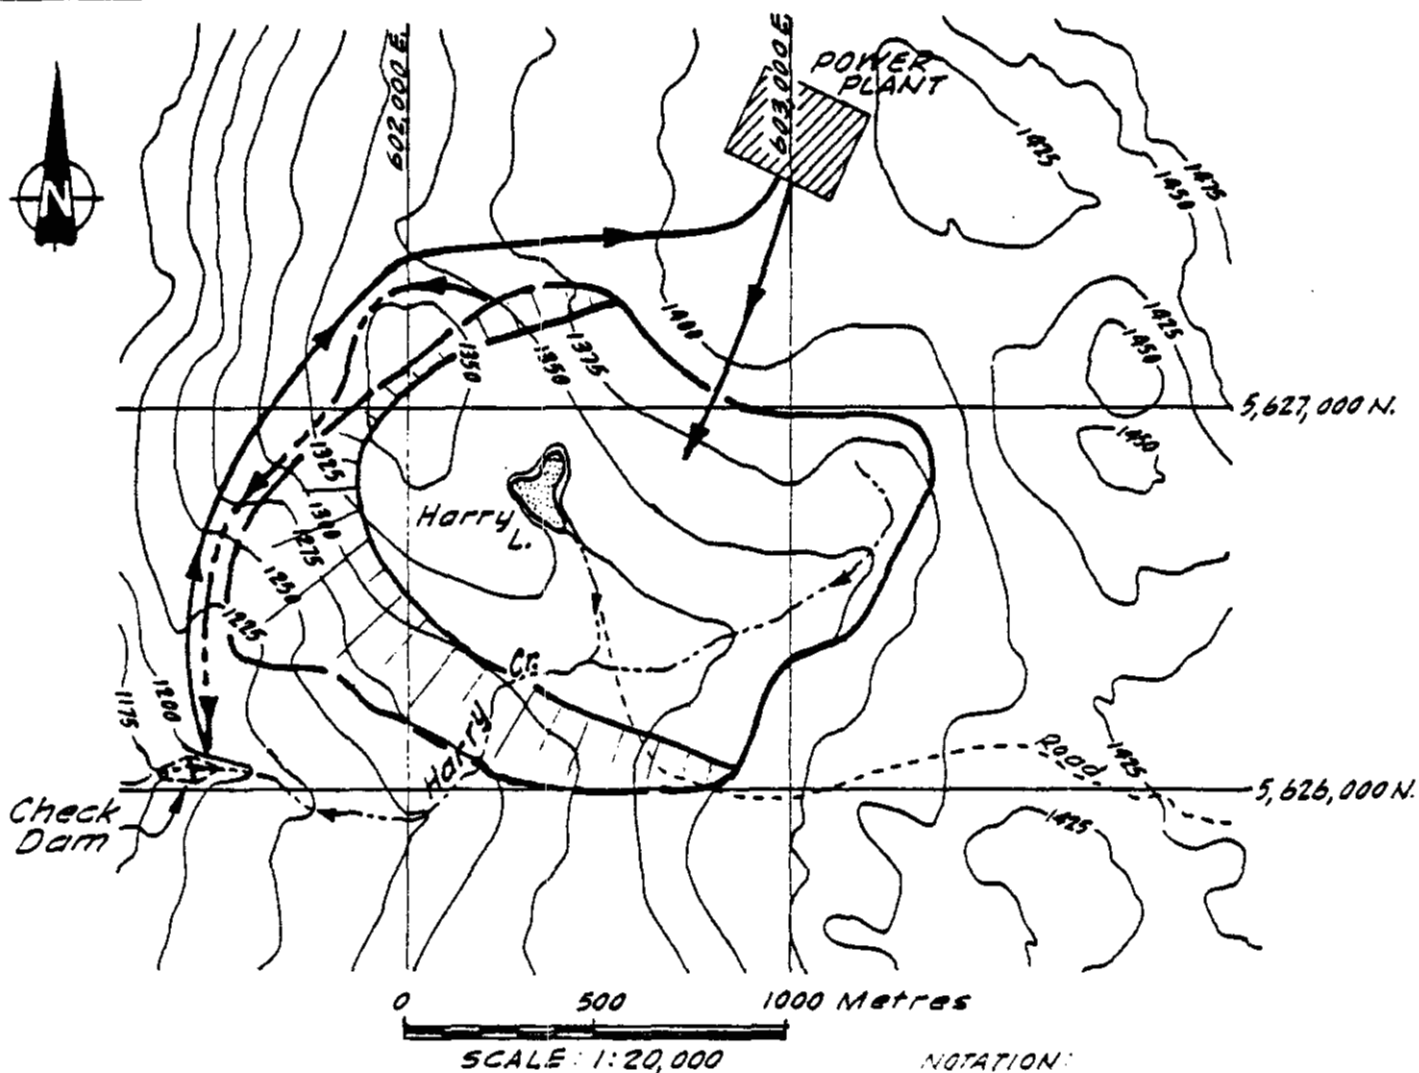 602,000 E.
603,000 E.
POWER
PLANT
N
1425
1450
1475
1400
1425
1450
1350
1350
1375
5,627,000 N.
1450
1325
Harry
L.
1300
1275
1250
1225
Cr.
Harry
1175
1200
Road
1425
5,626,000 N.
Check
Dam
1425
0 500 1000 Metres
SCALE: 1:20,000
NOTATION: